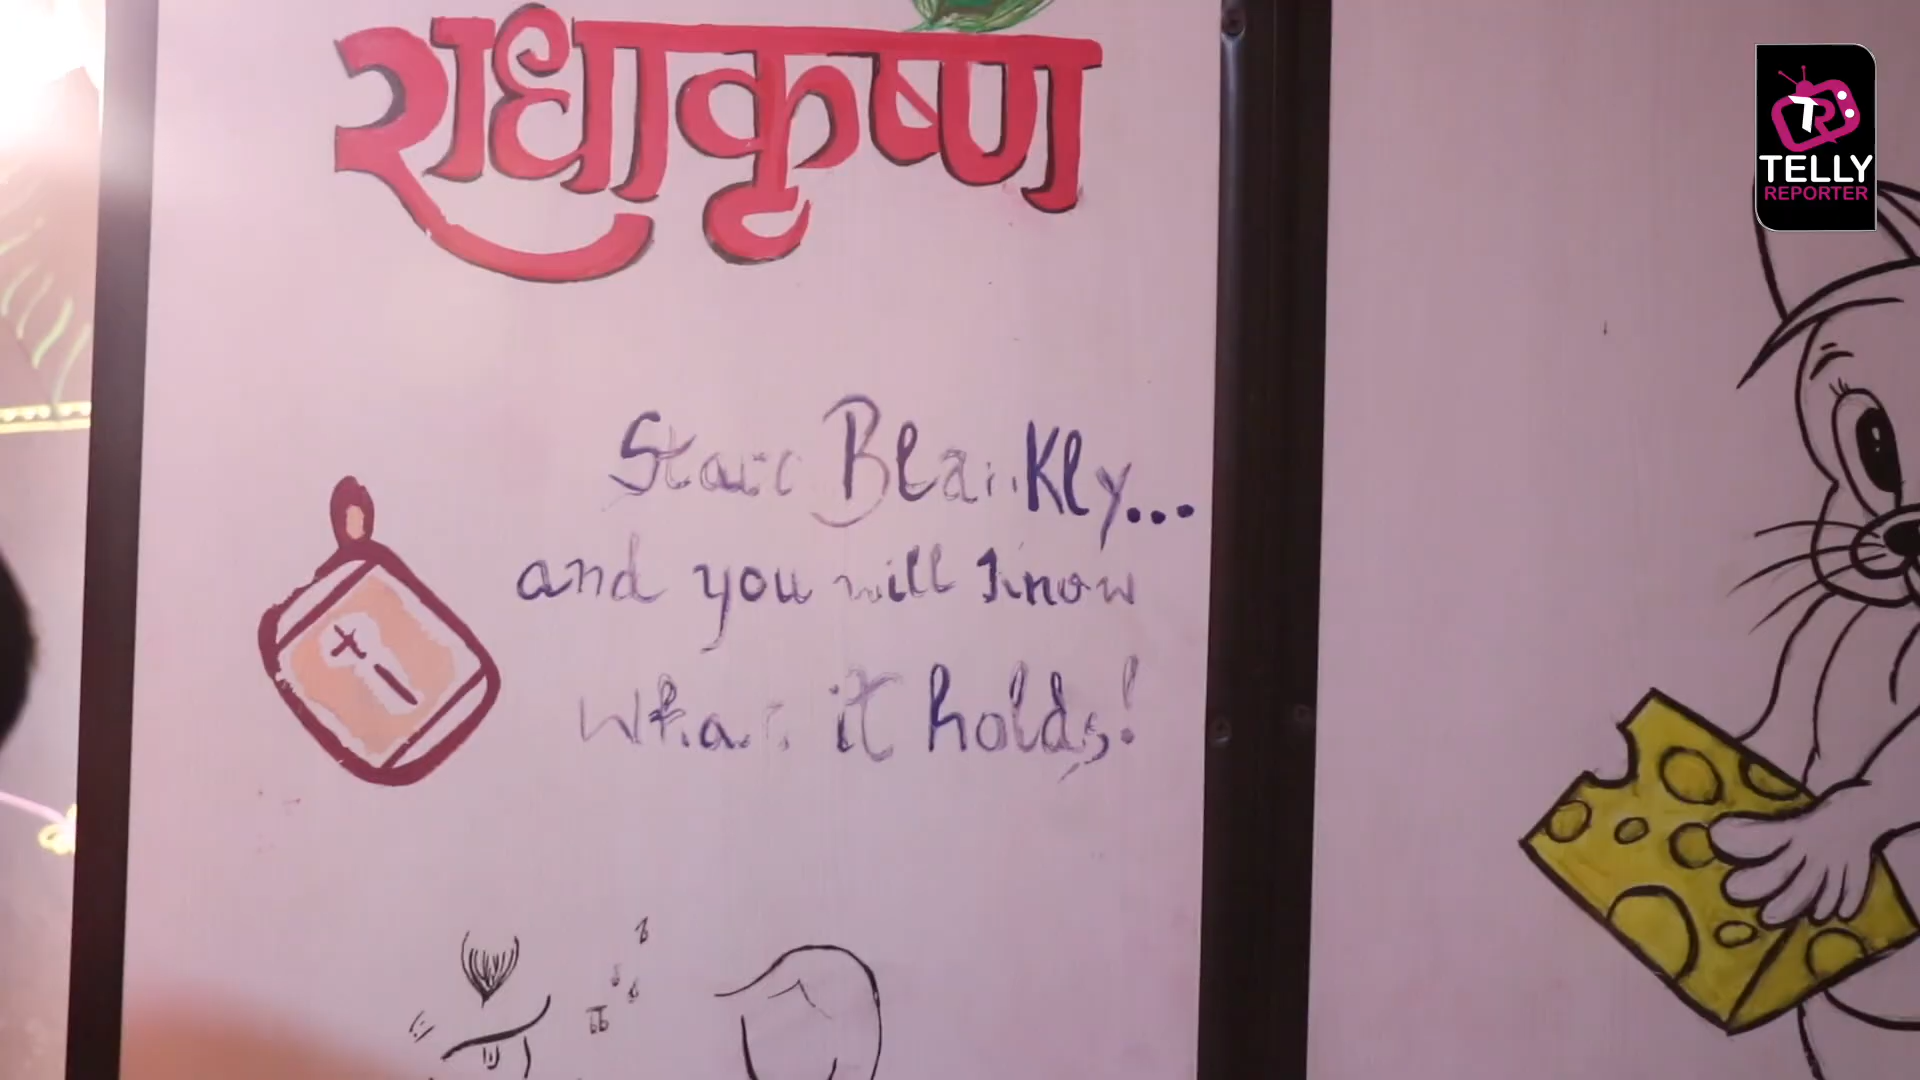 राधाकृष्ण
Stare Blankly...
and you will know
what it holds!
TELLY
REPORTER